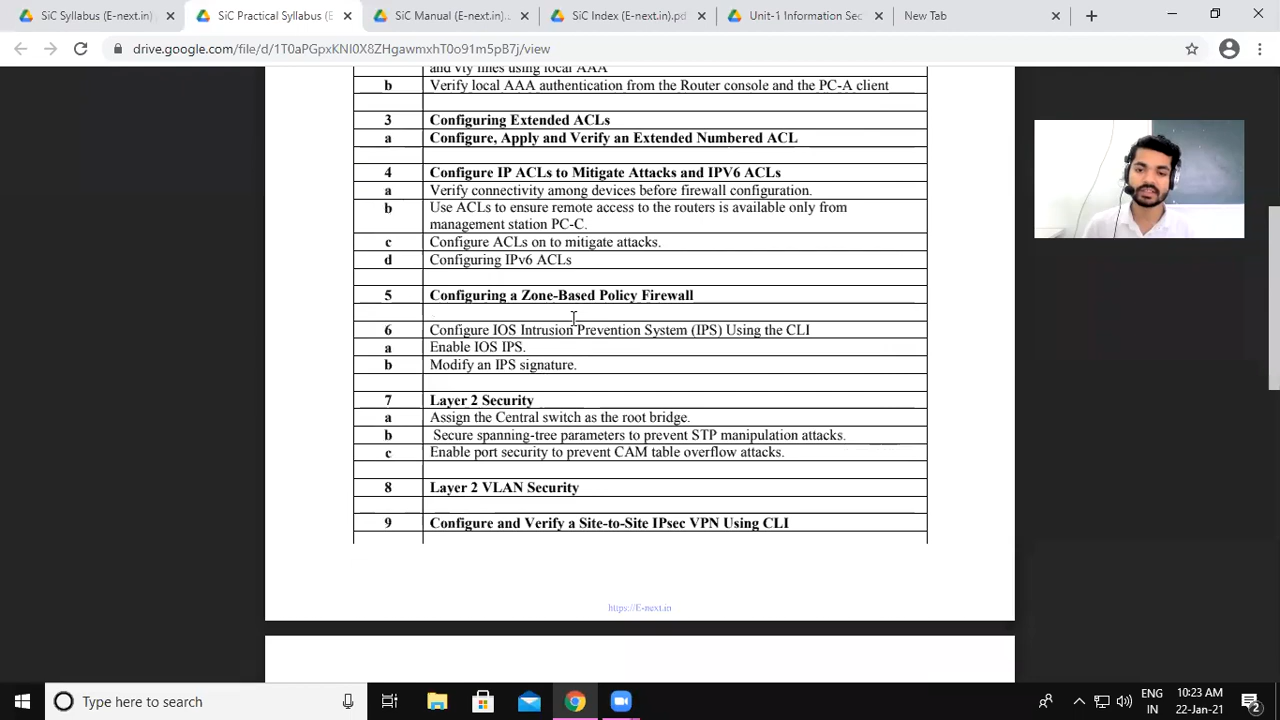 SiC Syllabus (E-next.in)
SiC Practical Syllabus (E
SiC Manual (E-next.in).
SiC Index (E-next.in).pd
Unit-1 Information Sec
New Tab
drive.google.com/file/d/1T0aPGpxKNI0X8ZHgawmxhT0o91m5pB7j/view
and vty lines using local AAA
b Verify local AAA authentication from the Router console and the PC-A client
3 Configuring Extended ACLs
a Configure, Apply and Verify an Extended Numbered ACL
4 Configure IP ACLs to Mitigate Attacks and IPV6 ACLs
a Verify connectivity among devices before firewall configuration.
b Use ACLs to ensure remote access to the routers is available only from
management station PC-C.
c Configure ACLs on to mitigate attacks.
d Configuring IPv6 ACLs
5 Configuring a Zone-Based Policy Firewall
6 Configure IOS Intrusion Prevention System (IPS) Using the CLI
a Enable IOS IPS.
b Modify an IPS signature.
7 Layer 2 Security
a Assign the Central switch as the root bridge.
b Secure spanning-tree parameters to prevent STP manipulation attacks.
c Enable port security to prevent CAM table overflow attacks.
8 Layer 2 VLAN Security
9 Configure and Verify a Site-to-Site IPsec VPN Using CLI
https://E-next.in
Type here to search
ENG
IN
10:23 AM
22-Jan-21
2